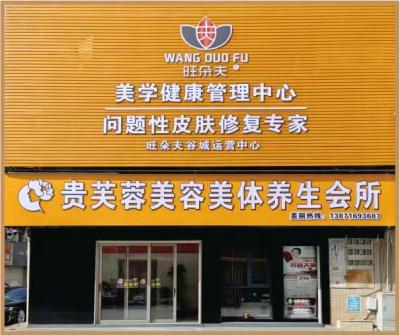 WANG DUO FU
旺朵夫
美学健康管理中心
问题性皮肤修复专家
旺朵夫谷城运营中心
贵芙蓉美容美体养生会所
美丽热线：13871693687